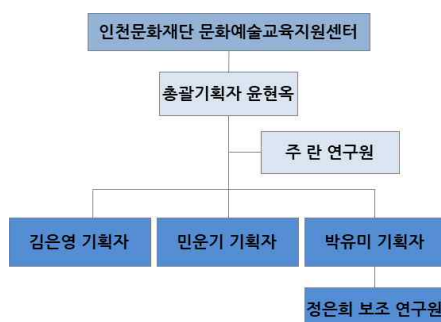 인천문화재단 문화예술교육지원센터
총괄기획자 윤현옥
주 란 연구원
김은영 기획자
민운기 기획자
박유미 기획자
정은희 보조 연구원